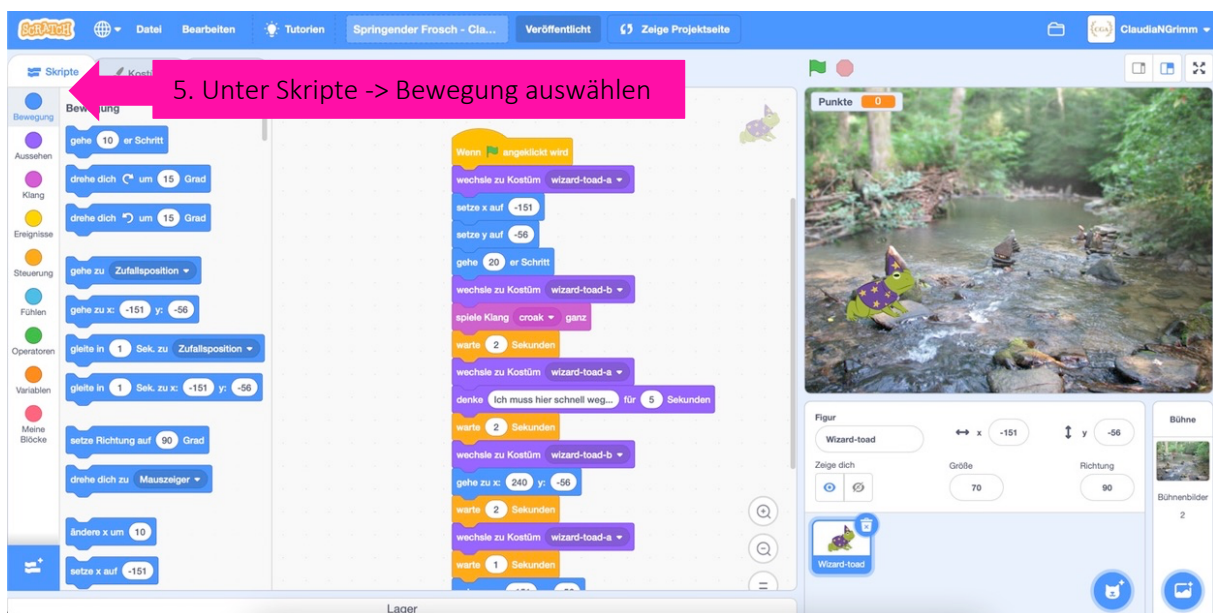 SCRATCH
Datei
Bearbeiten
Tutorien
Springender Frosch - Cla...
Veröffentlicht
Zeige Projektseite
ClaudiaNGrimm
Skripte
5. Unter Skripte -> Bewegung auswählen
Bewegung
Aussehen
Klang
Ereignisse
Steuerung
Fühlen
Operatoren
Variablen
Meine
Blöcke
gehe 10 er Schritt
drehe dich um 15 Grad
drehe dich um 15 Grad
gehe zu Zufallsposition
gehe zu x: -151 y: -56
gleite in 1 Sek. zu Zufallsposition
gleite in 1 Sek. zu x: -151 y: -56
setze Richtung auf 90 Grad
drehe dich zu Mauszeiger
ändere x um 10
setze x auf -151
Wenn angeklickt wird
wechsle zu Kostüm wizard-toad-a
setze x auf -151
setze y auf -56
gehe 20 er Schritt
wechsle zu Kostüm wizard-toad-b
spiele Klang croak ganz
warte 2 Sekunden
wechsle zu Kostüm wizard-toad-a
denke Ich muss hier schnell weg... für 5 Sekunden
warte 2 Sekunden
wechsle zu Kostüm wizard-toad-b
gehe zu x: 240 y: -56
warte 2 Sekunden
wechsle zu Kostüm wizard-toad-a
warte 1 Sekunden
Lager
Punkte 0
Figur
Wizard-toad
x -151
y -56
Zeige dich
Größe
70
Richtung
90
Wizard-toad
Bühne
Bühnenbilder
2